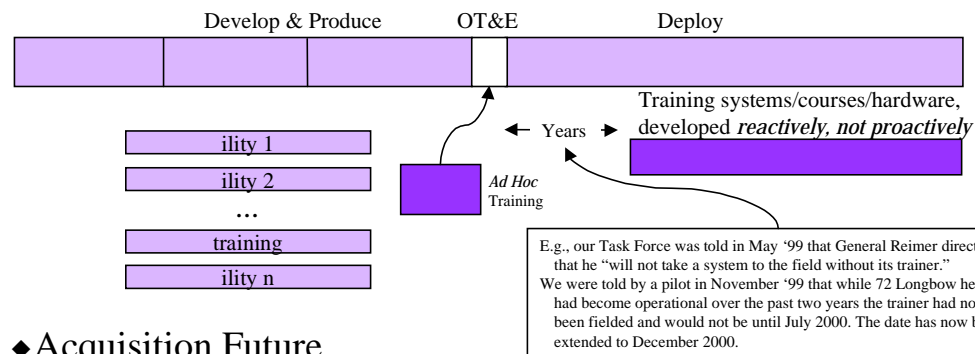 Develop & Produce OT&E Deploy
Training systems/courses/hardware,
developed reactively, not proactively
Years
ility 1
ility 2
...
training
ility n
Ad Hoc
Training
E.g., our Task Force was told in May ‘99 that General Reimer direct
that he “will not take a system to the field without its trainer.”
We were told by a pilot in November ‘99 that while 72 Longbow he
had become operational over the past two years the trainer had no
been fielded and would not be until July 2000. The date has now b
extended to December 2000.
◆Acquisition Future